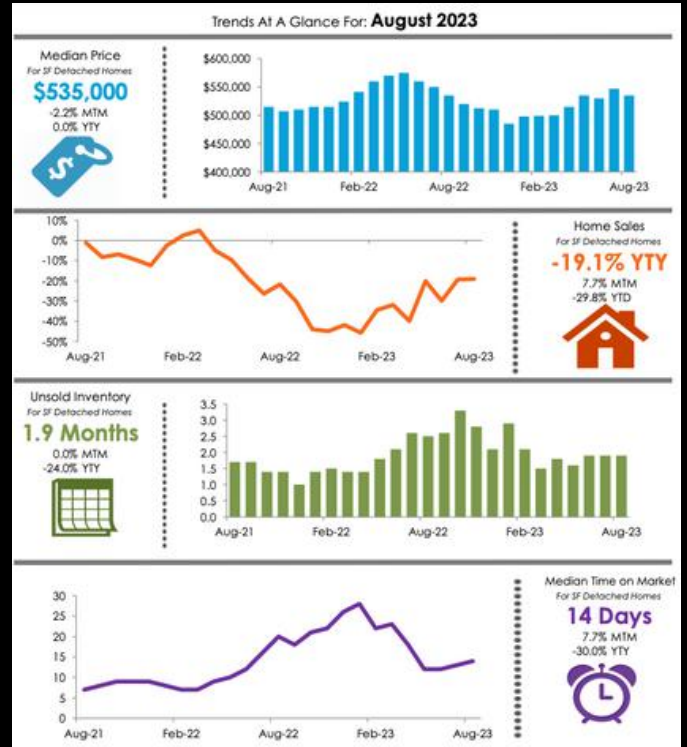 Trends At A Glance For: August 2023
Median Price
For SF Detached Homes
$535,000
-2.2% MTM
0.0% YTY
$
$600,000
$550,000
$500,000
$450,000
$400,000
Aug-21 Feb-22 Aug-22 Feb-23 Aug-23
10%
0%
-10%
-20%
-30%
-40%
-50%
Aug-21 Feb-22 Aug-22 Feb-23 Aug-23
Home Sales
For SF Detached Homes
-19.1% YTY
7.7% MTM
-29.8% YTD
Unsold Inventory
For SF Detached Homes
1.9 Months
0.0% MTM
-24.0% YTY
3.5
3.0
2.5
2.0
1.5
1.0
0.5
0.0
Aug-21 Feb-22 Aug-22 Feb-23 Aug-23
30
25
20
15
10
5
0
Aug-21 Feb-22 Aug-22 Feb-23 Aug-23
Median Time on Market
For SF Detached Homes
14 Days
7.7% MTM
-30.0% YTY